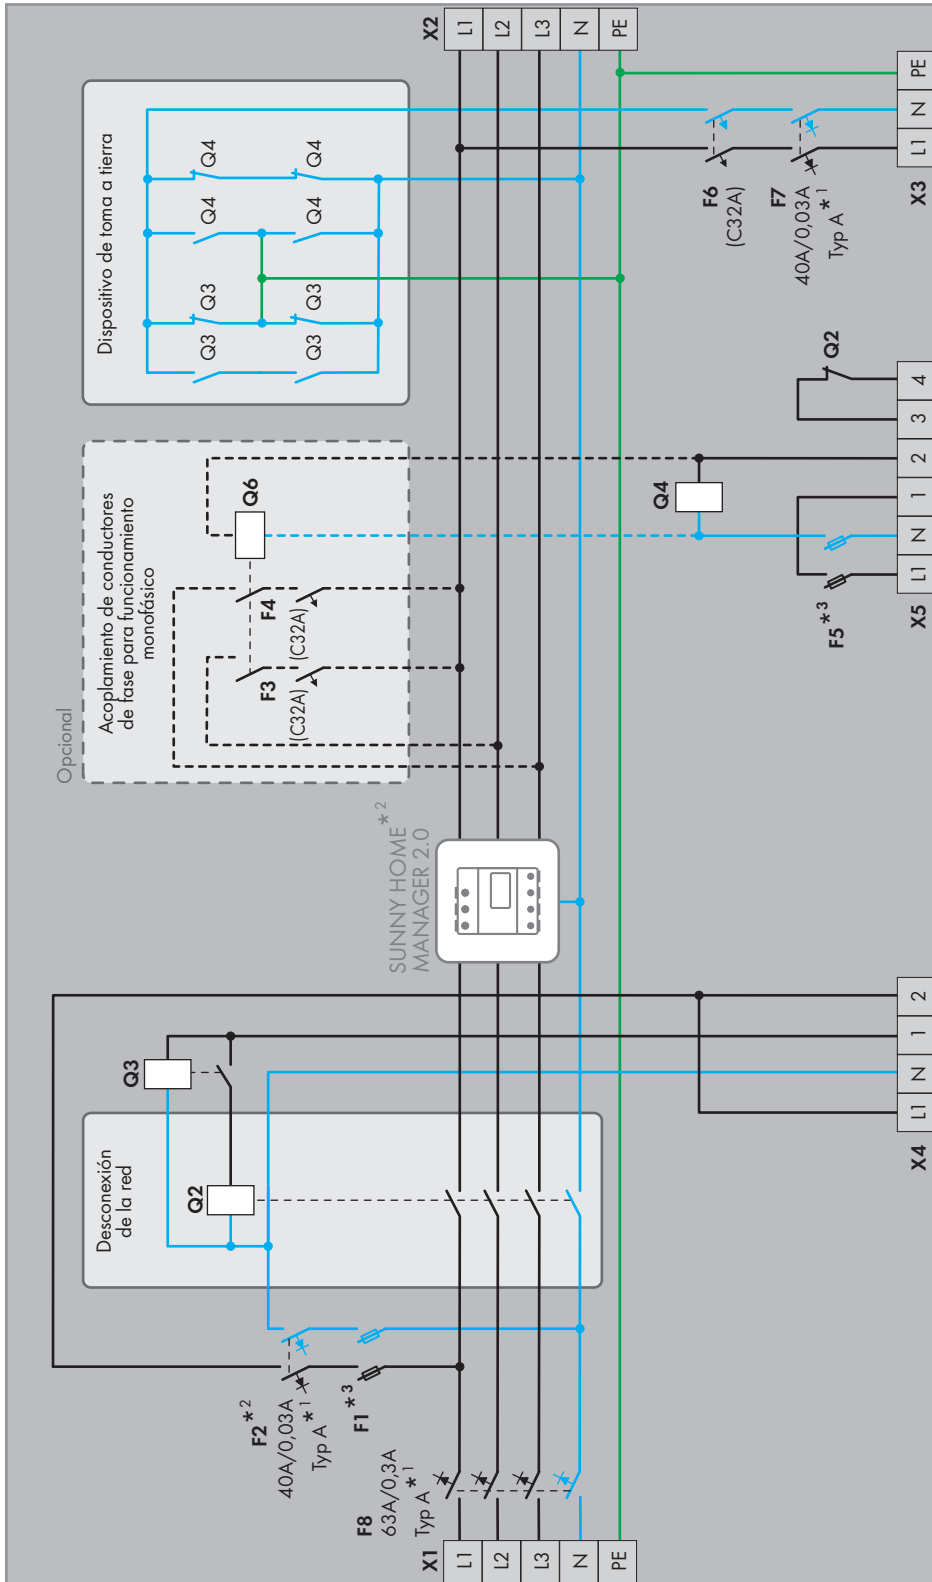 Desconexión
de la red
Q2
Q3
F2*2
40A/0,03A
Typ A*1
F1*3
F8
63A/0,3A
Typ A*1
X1
L1
L2
L3
N
PE
X4
L1
N
1
2
SUNNY HOME*2
MANAGER 2.0
Opcional
Acoplamiento de conductores
de fase para funcionamiento
monofásico
Q6
F3
(C32A)
F4
(C32A)
Dispositivo de toma a tierra
Q3
Q3
Q4
Q4
Q3
Q3
Q4
Q4
X2
L1
L2
L3
N
PE
Q4
F5*3
X5
L1
N
1
2
3
4
Q2
F6
(C32A)
F7
40A/0,03A
Typ A*1
X3
L1
N
PE